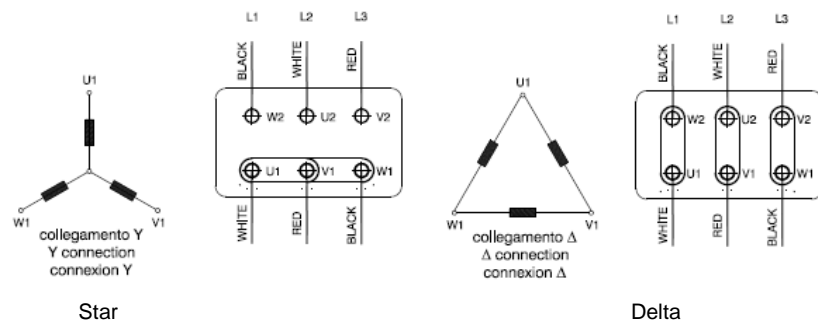 L1 L2 L3
BLACK WHITE RED
U1
W2 U2 V2
U1 V1 W1
W1 V1
WHITE RED BLACK
collegamento Y
Y connection
connexion Y
Star
L1 L2 L3
BLACK WHITE RED
U1
W2 U2 V2
U1 V1 W1
W1 V1
WHITE RED BLACK
collegamento Δ
Δ connection
connexion Δ
Delta